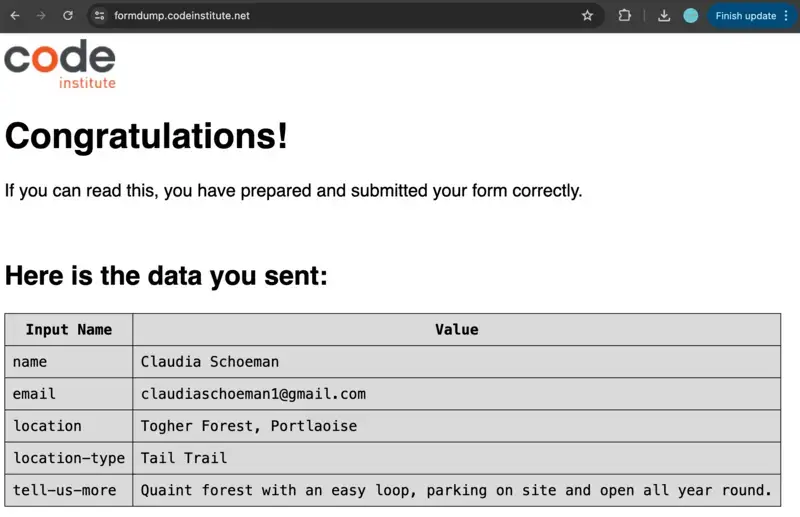 formdump.codeinstitute.net
Finish update
code
institute
Congratulations!
If you can read this, you have prepared and submitted your form correctly.
Here is the data you sent:
Input Name Value
name Claudia Schoeman
email claudiaschoeman1@gmail.com
location Togher Forest, Portlaoise
location-type Tail Trail
tell-us-more Quaint forest with an easy loop, parking on site and open all year round.